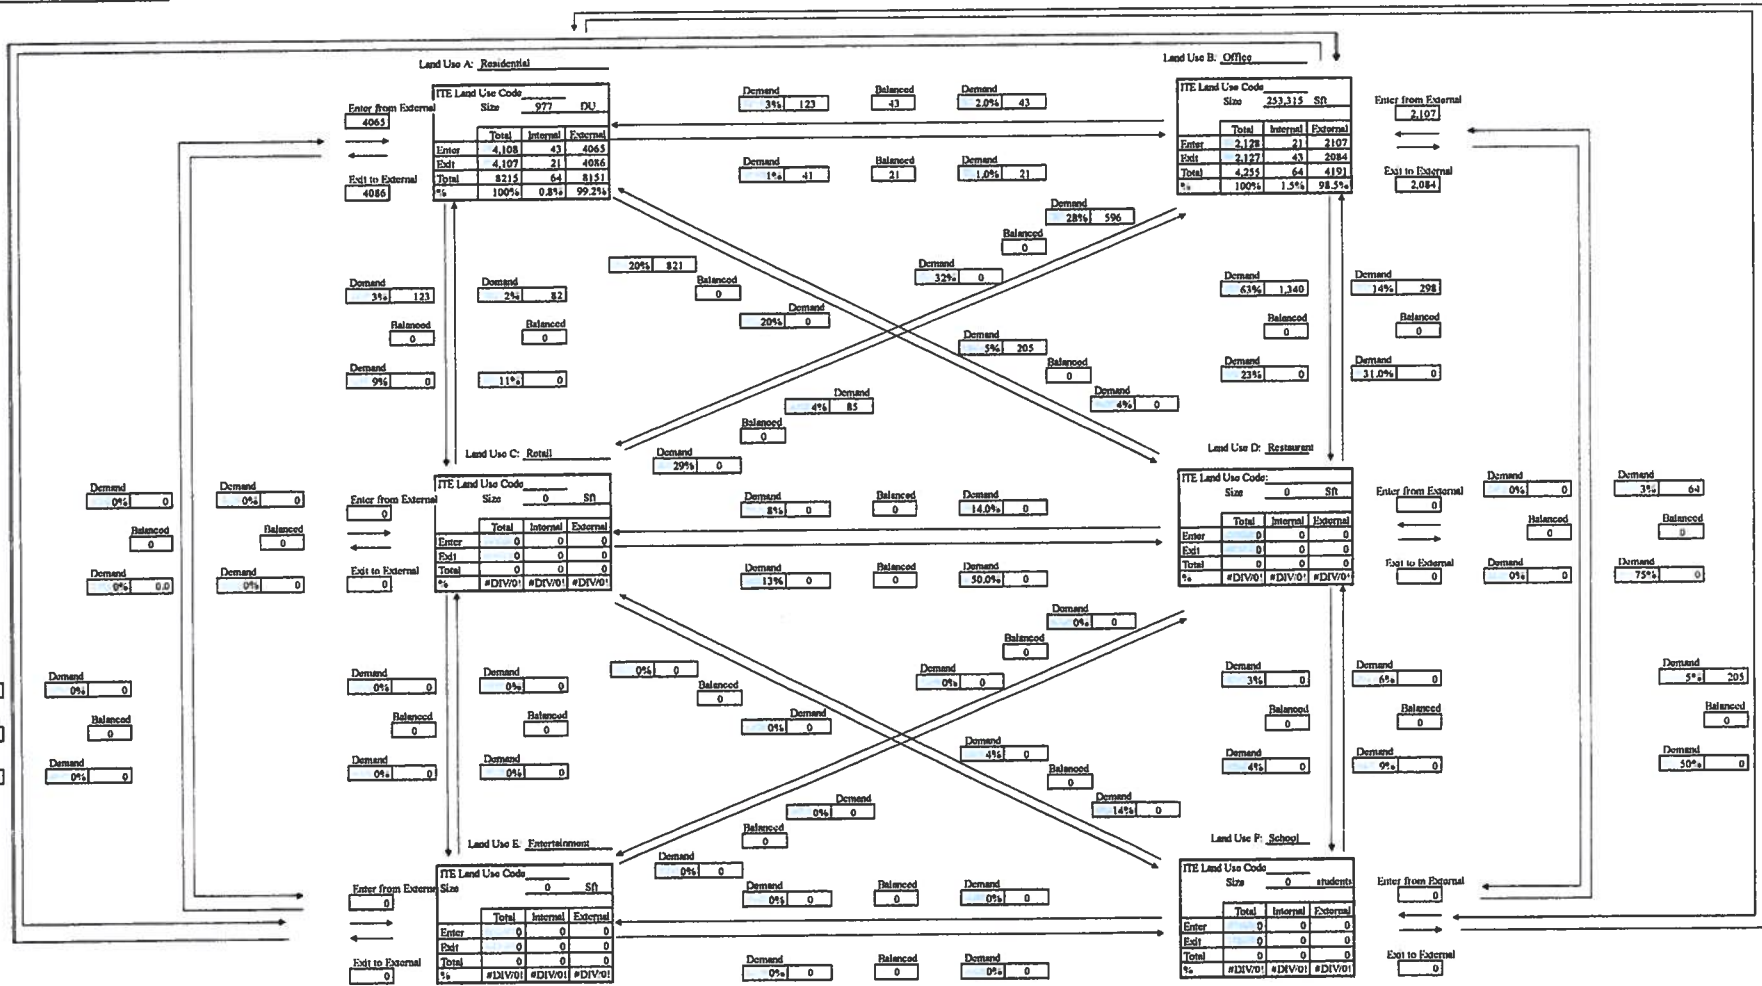 Land Use A: Residential
ITE Land Use Code
Size 977 DU
Total Internal External
Enter 4,108 43 4065
Exit 4,107 21 4086
Total 8215 64 8151
% 100% 0.8% 99.2%
Enter from External
4065
Exit to External
4086
Demand Balanced Demand
3% 123 43 2.0% 43
Demand Balanced Demand
1% 41 21 1.0% 21
Land Use B: Office
ITE Land Use Code
Size 253,315 Sft
Total Internal External
Enter 2,128 21 2107
Exit 2,127 43 2084
Total 4,255 64 4191
% 100% 1.5% 98.5%
Enter from External
2,107
Exit to External
2,084
Demand
28% 596
Balanced
0
Demand
32% 0
20% 821
Balanced
0
Demand
20% 0
Demand
3% 123
Balanced
0
Demand
9% 0
Demand
2% 82
Balanced
0
11% 0
Demand
5% 205
Balanced
0
Demand
4% 0
Demand
4% 85
Balanced
0
Demand
29% 0
Demand
63% 1,340
Balanced
0
Demand
23% 0
Demand
14% 298
Balanced
0
Demand
31.0% 0
Land Use C: Retail
ITE Land Use Code
Size 0 Sft
Total Internal External
Enter 0 0 0
Exit 0 0 0
Total 0 0 0
% #DIV/0! #DIV/0! #DIV/0!
Enter from External
0
Exit to External
0
Demand
0% 0
Balanced
0
Demand
0% 0.0
Demand
0% 0
Balanced
0
Demand
0% 0
Demand Balanced Demand
8% 0 0 14.0% 0
Demand Balanced Demand
13% 0 0 50.0% 0
Land Use D: Restaurant
ITE Land Use Code:
Size 0 Sft
Total Internal External
Enter 0 0 0
Exit 0 0 0
Total 0 0 0
% #DIV/0! #DIV/0! #DIV/0!
Enter from External
0
Exit to External
0
Demand
0% 0
Balanced
0
Demand
0% 0
Demand
3% 64
Balanced
0
Demand
75% 0
Demand
0% 0
Balanced
0
Demand
0% 0
Demand
0% 0
Balanced
0
Demand
0% 0
Demand
0% 0
Balanced
0
Demand
0% 0
0% 0
Balanced
0
Demand
0% 0
Demand
0% 0
Balanced
0
Demand
0% 0
Demand
4% 0
Balanced
0
Demand
14% 0
Demand
0% 0
Balanced
0
Demand
0% 0
Demand
3% 0
Balanced
0
Demand
4% 0
Demand
6% 0
Balanced
0
Demand
9% 0
5% 205
Balanced
0
Demand
50% 0
Land Use E: Entertainment
ITE Land Use Code
Size 0 Sft
Total Internal External
Enter 0 0 0
Exit 0 0 0
Total 0 0 0
% #DIV/0! #DIV/0! #DIV/0!
Enter from External
0
Exit to External
0
Demand Balanced Demand
0% 0 0 0% 0
Demand Balanced Demand
0% 0 0 0% 0
Land Use F: School
ITE Land Use Code
Size 0 students
Total Internal External
Enter 0 0 0
Exit 0 0 0
Total 0 0 0
% #DIV/0! #DIV/0! #DIV/0!
Enter from External
0
Exit to External
0